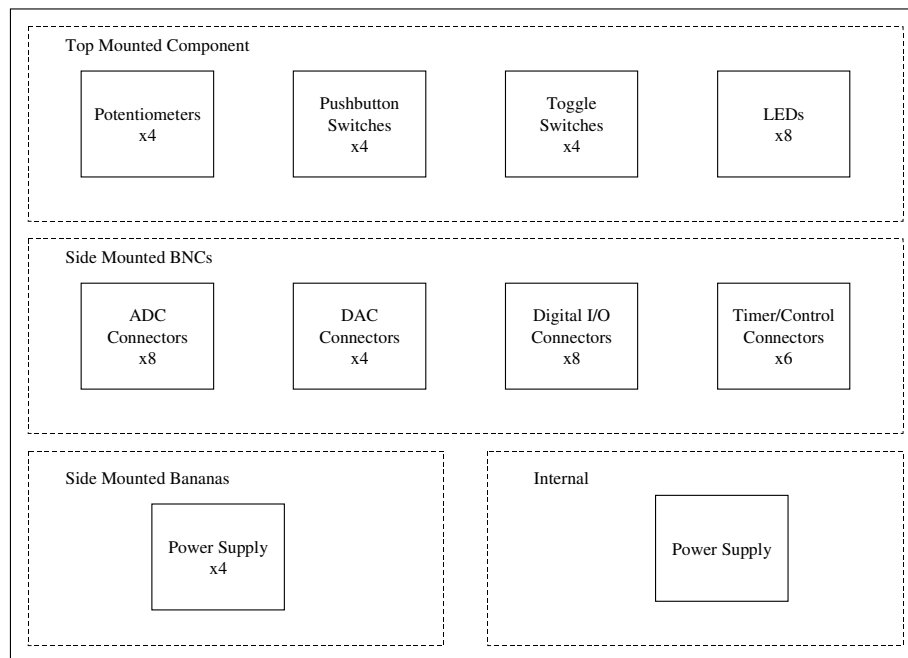 Top Mounted Component
Potentiometers
x4
Pushbutton
Switches
x4
Toggle
Switches
x4
LEDs
x8
Side Mounted BNCs
ADC
Connectors
x8
DAC
Connectors
x4
Digital I/O
Connectors
x8
Timer/Control
Connectors
x6
Side Mounted Bananas
Power Supply
x4
Internal
Power Supply